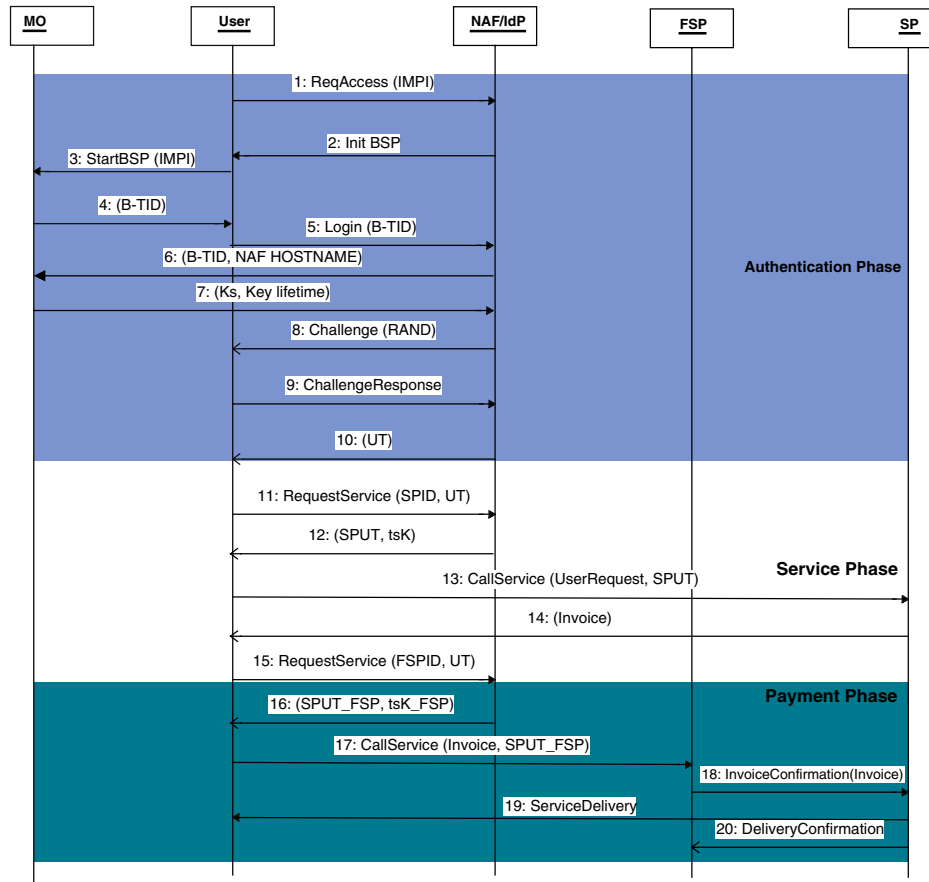 MO
User
NAF/IdP
FSP
SP
1: ReqAccess (IMPI)
2: Init BSP
3: StartBSP (IMPI)
4: (B-TID)
5: Login (B-TID)
6: (B-TID, NAF HOSTNAME)
Authentication Phase
7: (Ks, Key lifetime)
8: Challenge (RAND)
9: ChallengeResponse
10: (UT)
11: RequestService (SPID, UT)
12: (SPUT, tsK)
Service Phase
13: CallService (UserRequest, SPUT)
14: (Invoice)
15: RequestService (FSPID, UT)
Payment Phase
16: (SPUT_FSP, tsK_FSP)
17: CallService (Invoice, SPUT_FSP)
18: InvoiceConfirmation(Invoice)
19: ServiceDelivery
20: DeliveryConfirmation